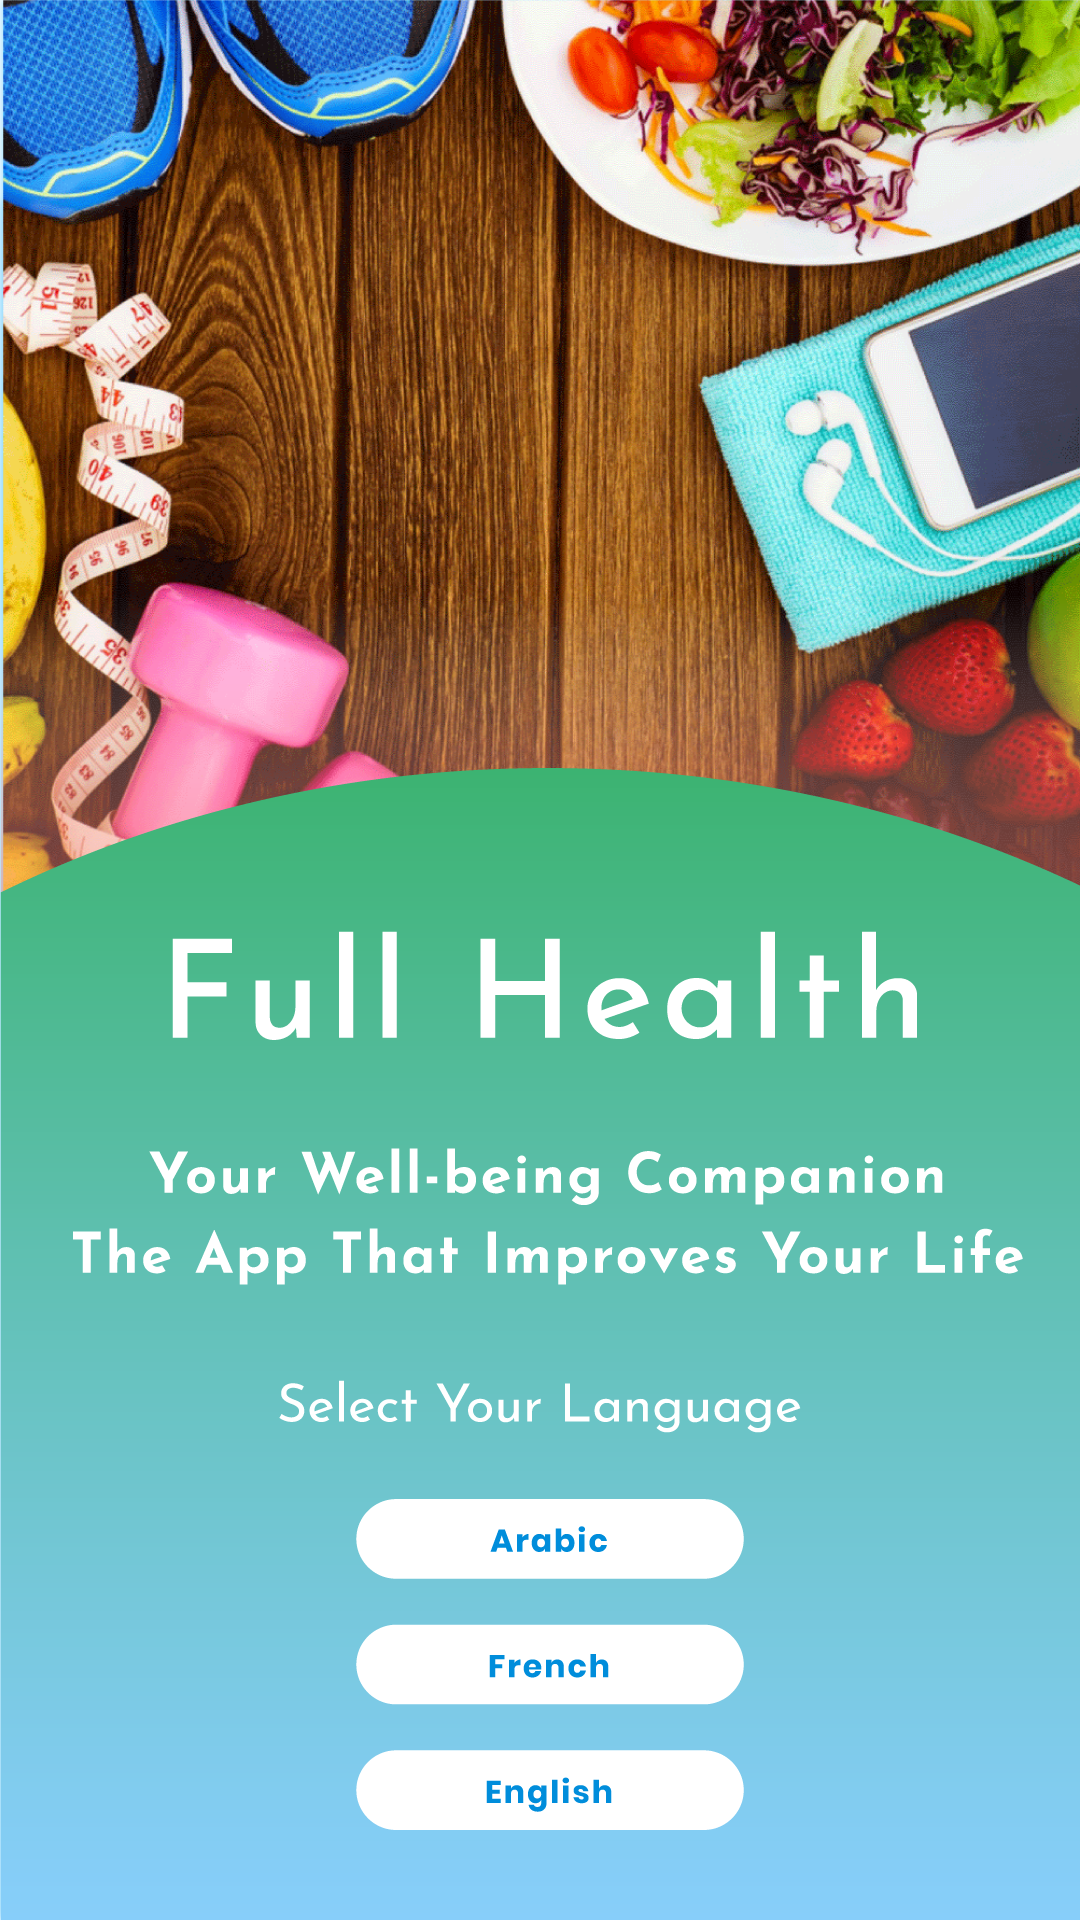 Full Health
Your Well-being Companion
The App That Improves Your Life
Select Your Language
Arabic
French
English